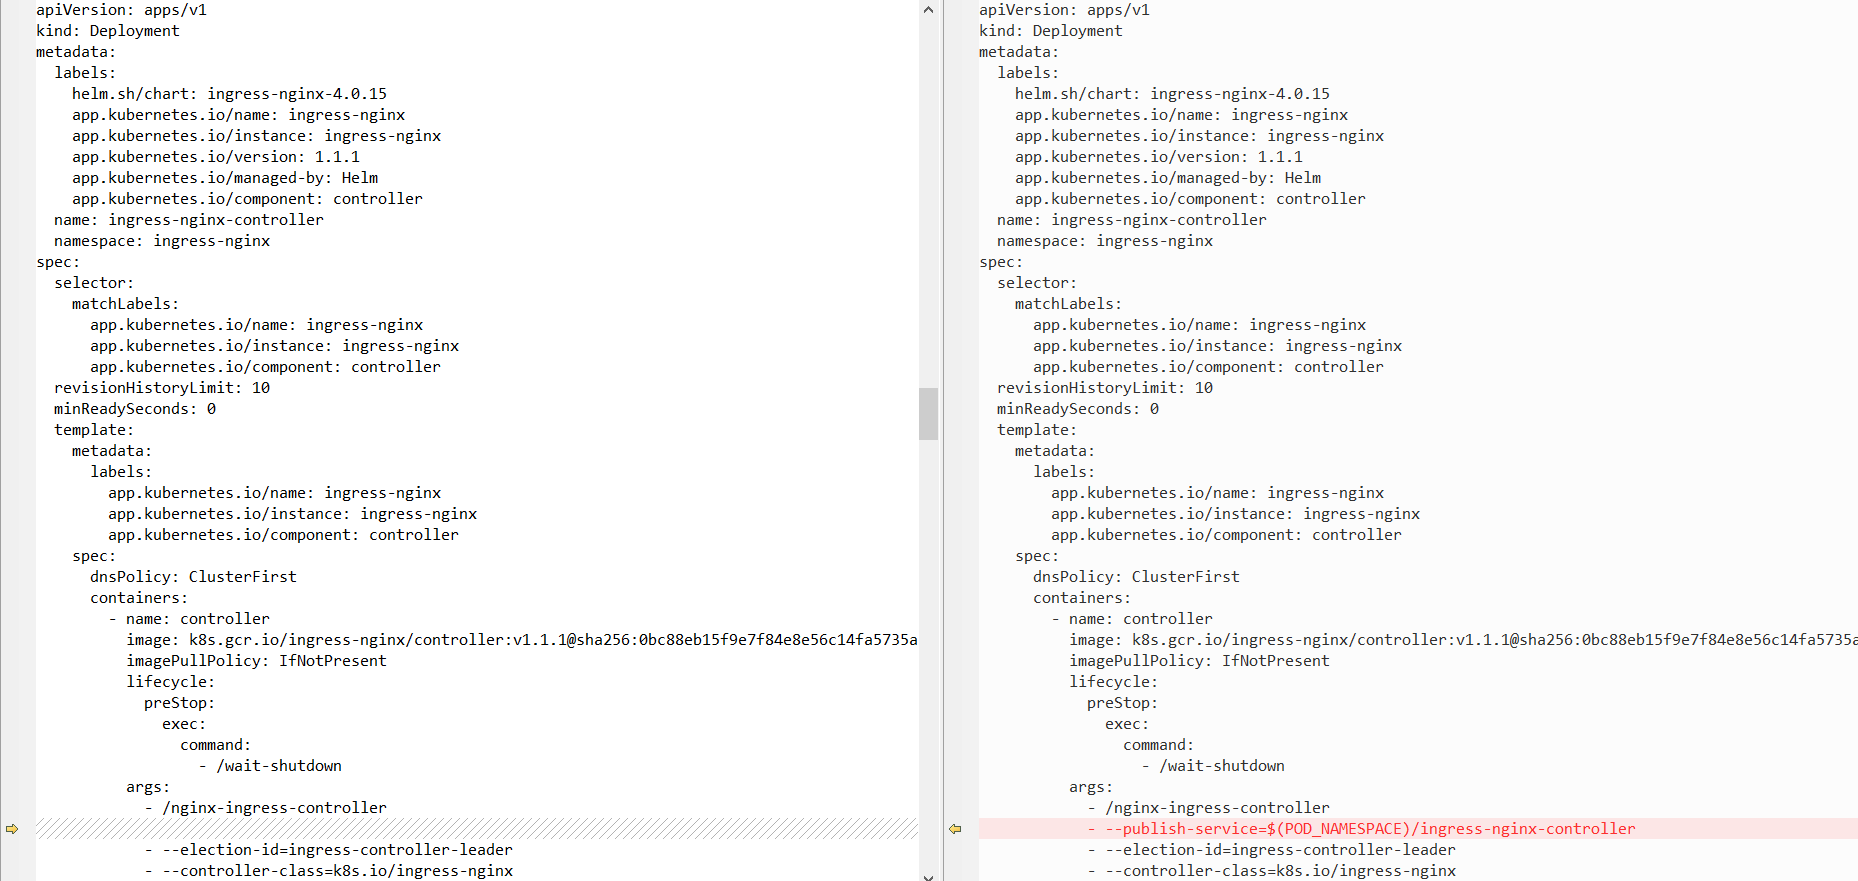 apiVersion: apps/v1
kind: Deployment
metadata:
  labels:
    helm.sh/chart: ingress-nginx-4.0.15
    app.kubernetes.io/name: ingress-nginx
    app.kubernetes.io/instance: ingress-nginx
    app.kubernetes.io/version: 1.1.1
    app.kubernetes.io/managed-by: Helm
    app.kubernetes.io/component: controller
  name: ingress-nginx-controller
  namespace: ingress-nginx
spec:
  selector:
    matchLabels:
      app.kubernetes.io/name: ingress-nginx
      app.kubernetes.io/instance: ingress-nginx
      app.kubernetes.io/component: controller
  revisionHistoryLimit: 10
  minReadySeconds: 0
  template:
    metadata:
      labels:
        app.kubernetes.io/name: ingress-nginx
        app.kubernetes.io/instance: ingress-nginx
        app.kubernetes.io/component: controller
    spec:
      dnsPolicy: ClusterFirst
      containers:
        - name: controller
          image: k8s.gcr.io/ingress-nginx/controller:v1.1.1@sha256:0bc88eb15f9e7f84e8e56c14fa5735a
          imagePullPolicy: IfNotPresent
          lifecycle:
            preStop:
              exec:
                command:
                  - /wait-shutdown
          args:
            - /nginx-ingress-controller
            - --election-id=ingress-controller-leader
            - --controller-class=k8s.io/ingress-nginx
apiVersion: apps/v1
kind: Deployment
metadata:
  labels:
    helm.sh/chart: ingress-nginx-4.0.15
    app.kubernetes.io/name: ingress-nginx
    app.kubernetes.io/instance: ingress-nginx
    app.kubernetes.io/version: 1.1.1
    app.kubernetes.io/managed-by: Helm
    app.kubernetes.io/component: controller
  name: ingress-nginx-controller
  namespace: ingress-nginx
spec:
  selector:
    matchLabels:
      app.kubernetes.io/name: ingress-nginx
      app.kubernetes.io/instance: ingress-nginx
      app.kubernetes.io/component: controller
  revisionHistoryLimit: 10
  minReadySeconds: 0
  template:
    metadata:
      labels:
        app.kubernetes.io/name: ingress-nginx
        app.kubernetes.io/instance: ingress-nginx
        app.kubernetes.io/component: controller
    spec:
      dnsPolicy: ClusterFirst
      containers:
        - name: controller
          image: k8s.gcr.io/ingress-nginx/controller:v1.1.1@sha256:0bc88eb15f9e7f84e8e56c14fa5735a
          imagePullPolicy: IfNotPresent
          lifecycle:
            preStop:
              exec:
                command:
                  - /wait-shutdown
          args:
            - /nginx-ingress-controller
            - --publish-service=$(POD_NAMESPACE)/ingress-nginx-controller
            - --election-id=ingress-controller-leader
            - --controller-class=k8s.io/ingress-nginx